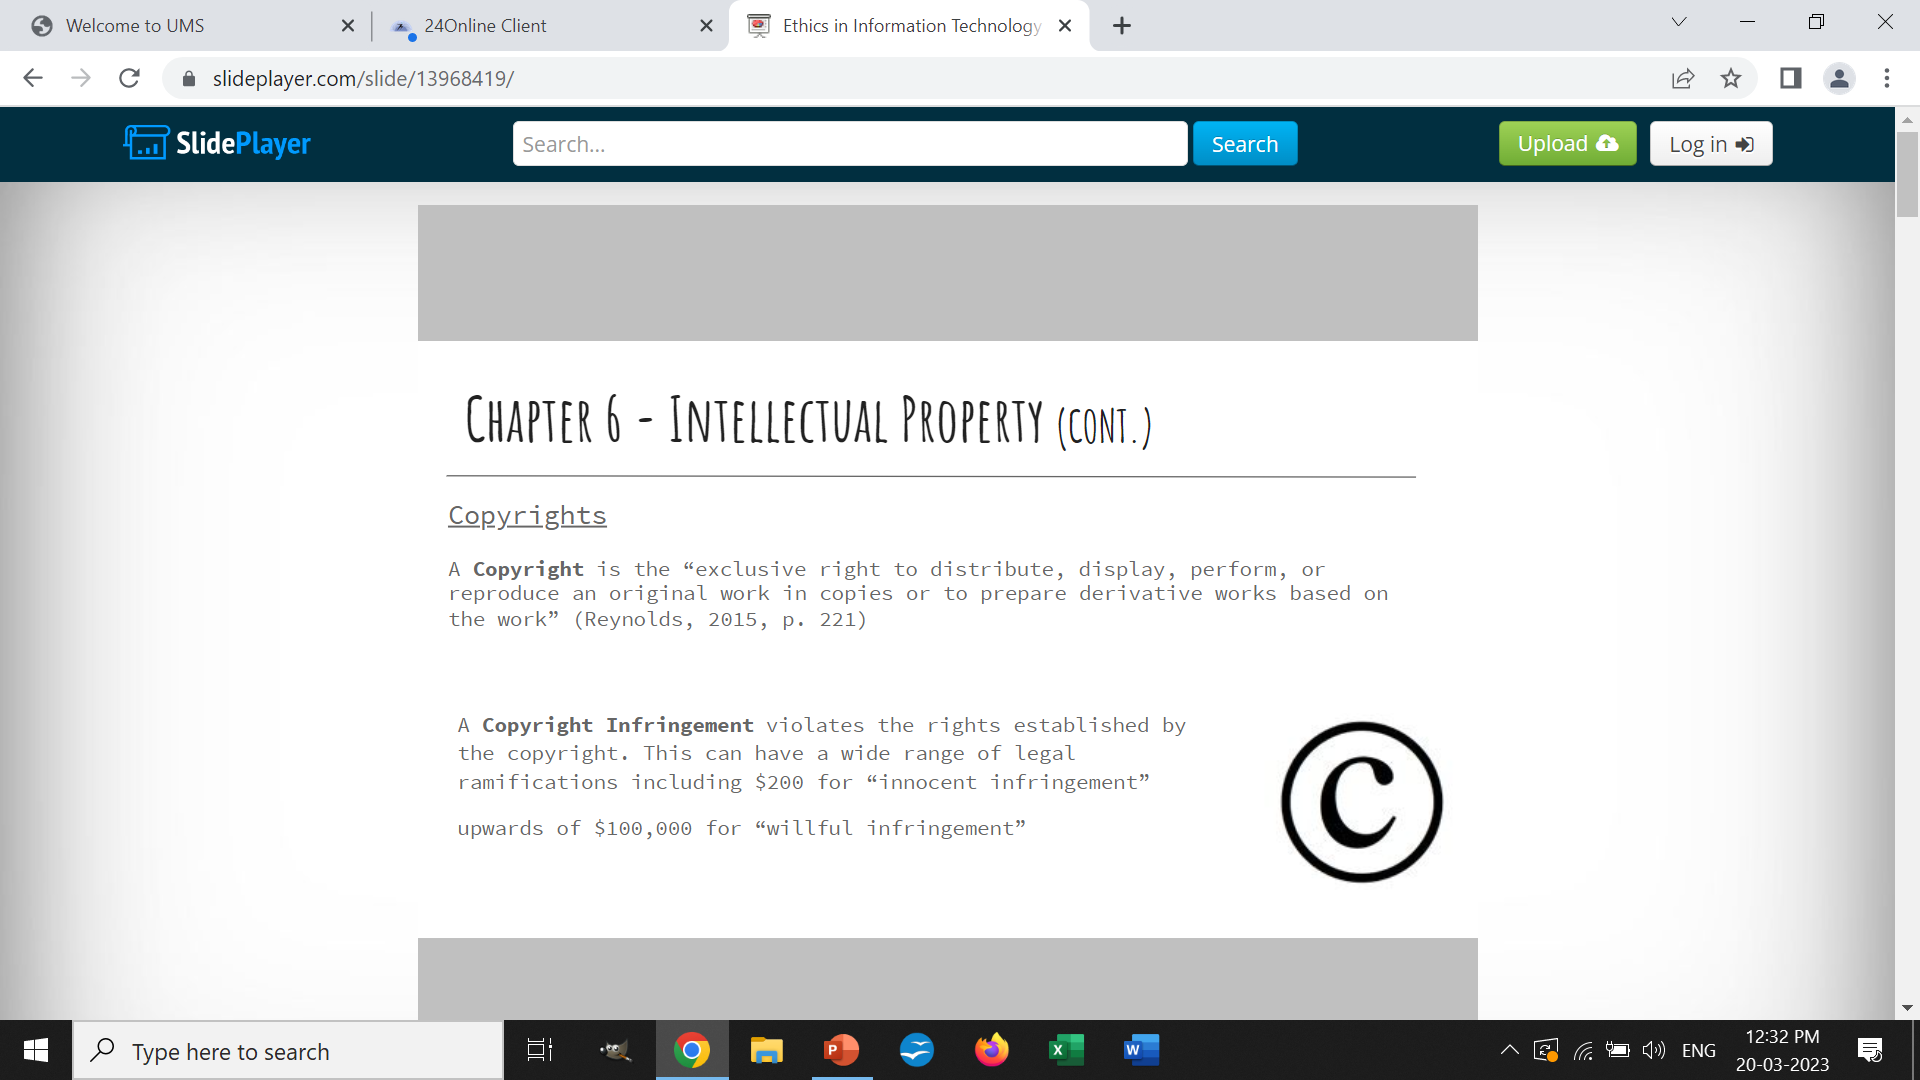 Welcome to UMS
24Online Client
Ethics in Information Technology
slideplayer.com/slide/13968419/
SlidePlayer
Search...
Search
Upload
Log in
Chapter 6 - Intellectual Property (cont.)
Copyrights
A Copyright is the “exclusive right to distribute, display, perform, or
reproduce an original work in copies or to prepare derivative works based on
the work” (Reynolds, 2015, p. 221)
A Copyright Infringement violates the rights established by
the copyright. This can have a wide range of legal
ramifications including $200 for “innocent infringement”
upwards of $100,000 for “willful infringement”
©
Type here to search
P
X
W
ENG
12:32 PM
20-03-2023